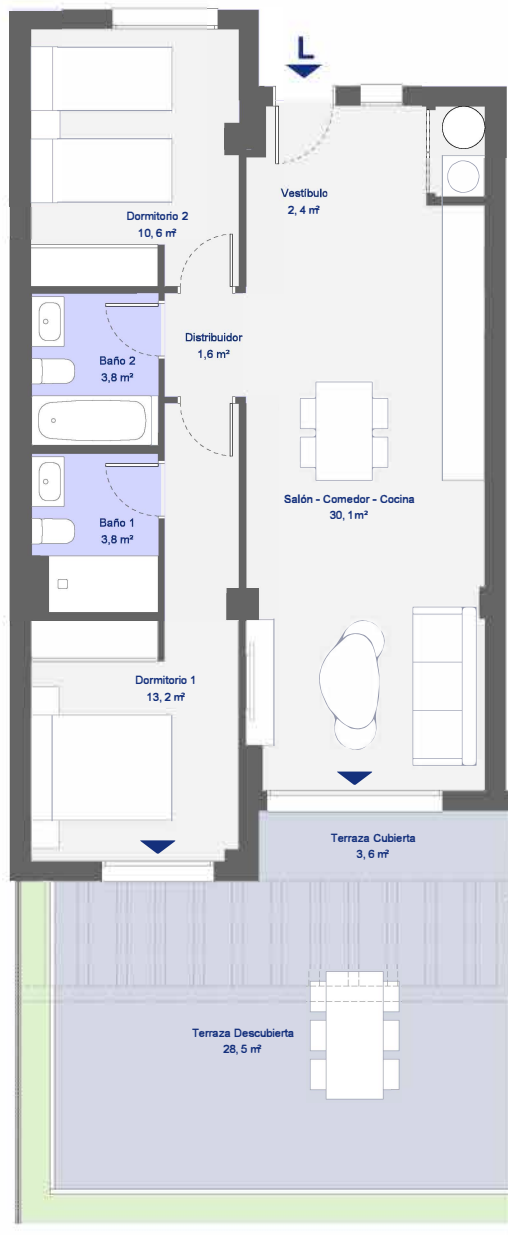 L
Vestíbulo
2, 4 m²
Dormitorio 2
10, 6 m²
Distribuidor
1,6 m²
Baño 2
3,8 m²
Salón - Comedor - Cocina
30, 1m²
Baño 1
3,8 m²
Dormitorio 1
13, 2 m²
Terraza Cubierta
3, 6 m²
Terraza Descubierta
28, 5 m²